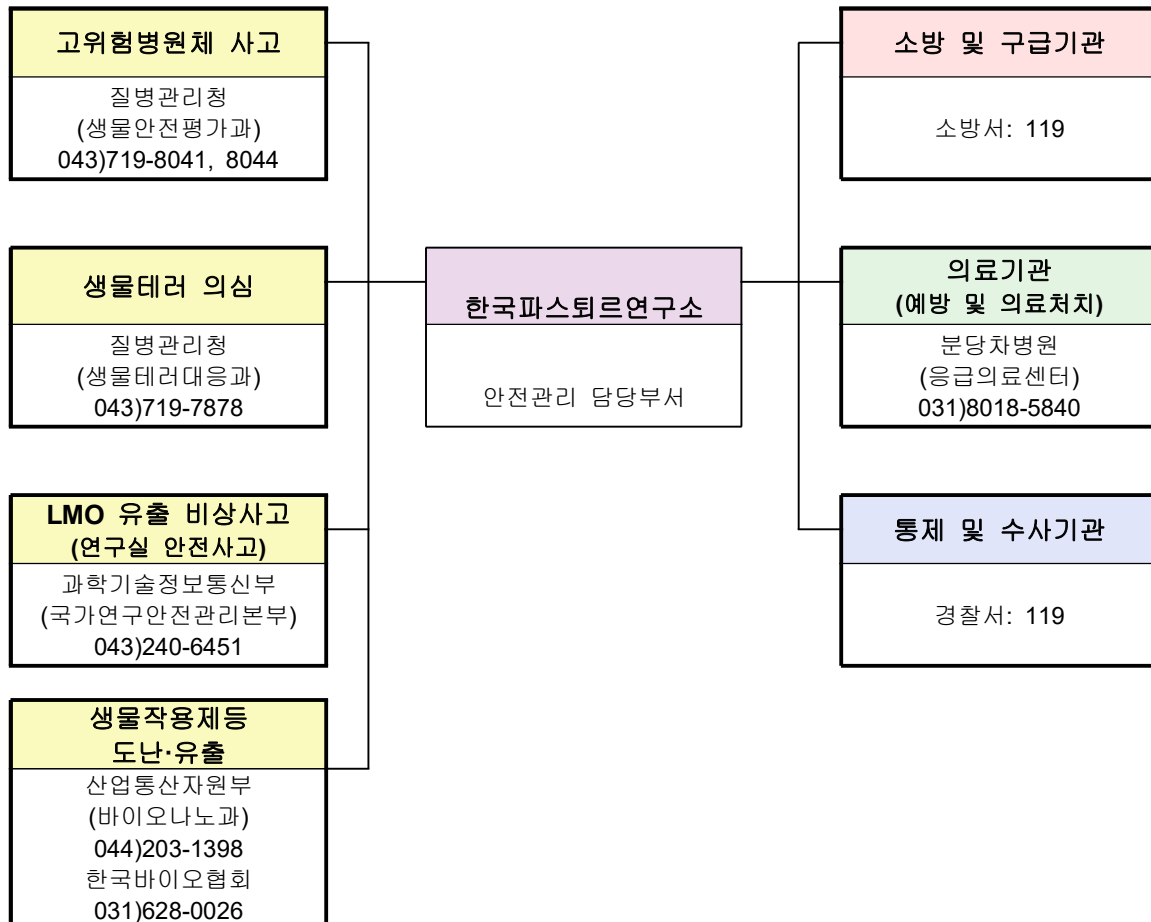 고위험병원체 사고
질병관리청
(생물안전평가과)
043)719-8041, 8044
생물테러 의심
질병관리청
(생물테러대응과)
043)719-7878
LMO 유출 비상사고
(연구실 안전사고)
과학기술정보통신부
(국가연구안전관리본부)
043)240-6451
생물작용제등
도난·유출
산업통산자원부
(바이오나노과)
044)203-1398
한국바이오협회
031)628-0026
한국파스퇴르연구소
안전관리 담당부서
소방 및 구급기관
소방서: 119
의료기관
(예방 및 의료처치)
분당차병원
(응급의료센터)
031)8018-5840
통제 및 수사기관
경찰서: 119